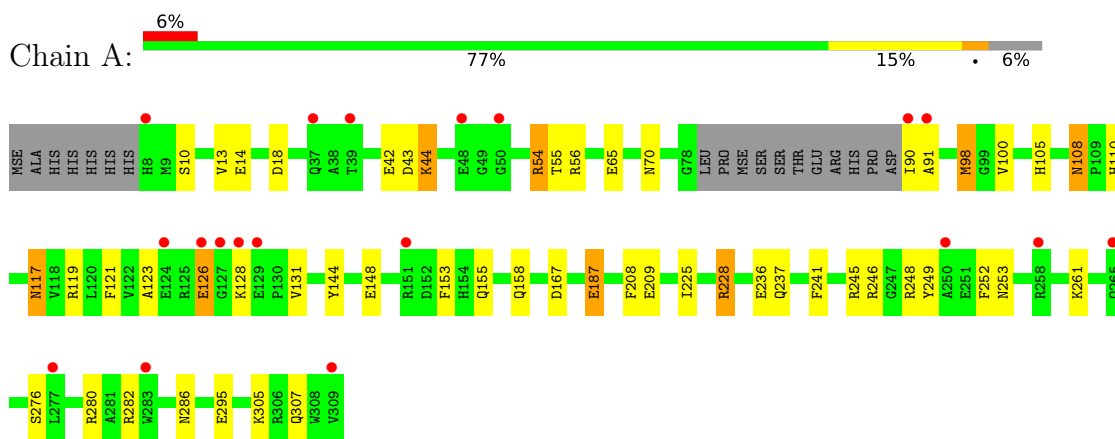 6%
Chain A:
77% 15% • 6%
MSE ALA HIS HIS HIS HIS HIS HIS H8 M9 S10 V13 E14 D18 Q37 A38 T39 E42 D43 K44 E48 G49 G50 R54 T55 R56 E65 N70 G78 LEU PRO MSE SER SER THR GLU ARG HIS PRO ASP I90 A91 M98 G99 V100 H105 N108 P109 H110
N117 V118 R119 L120 F121 V122 A123 E124 R125 E126 G127 K128 E129 P130 V131 Y144 E148 R151 D152 F153 H154 Q155 Q158 D167 E187 F208 E209 I225 R228 E236 Q237 F241 R245 R246 G247 R248 Y249 A250 E251 F252 N253 R258 K261
S276 L277 R280 A281 R282 W283 N286 E295 K305 R306 Q307 W308 V309